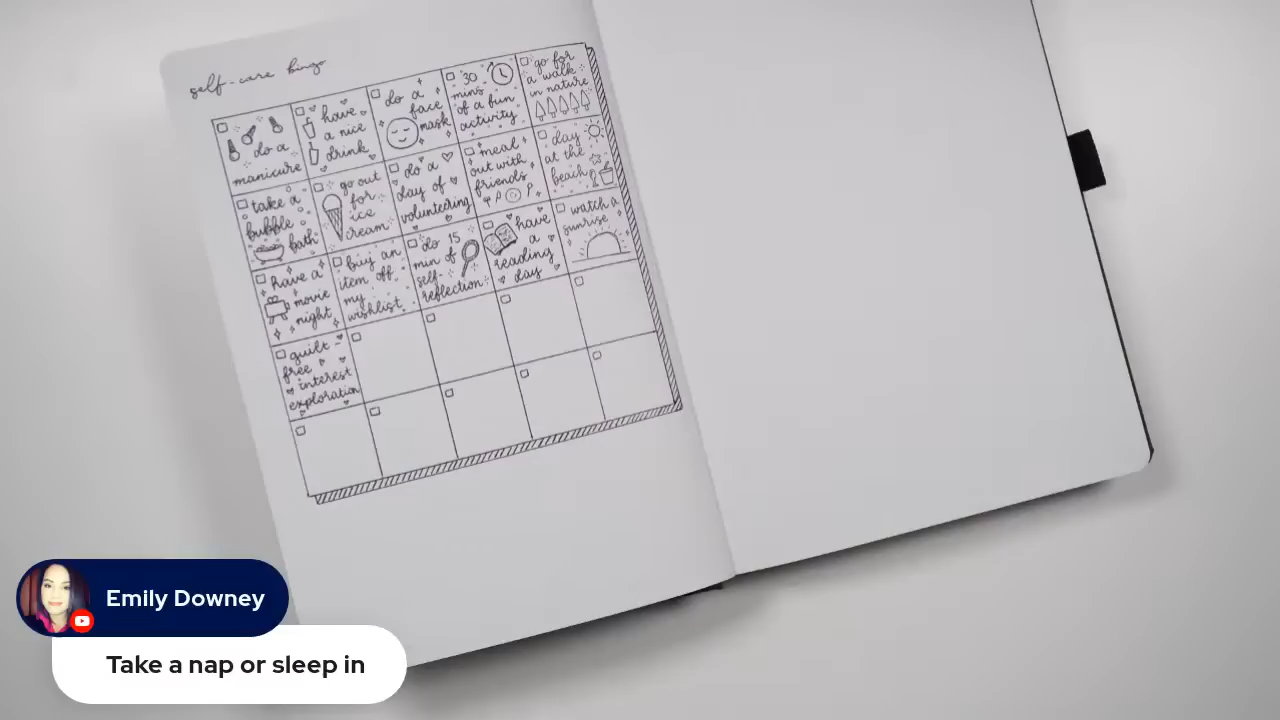 self-care bingo
do a
manicure
have
a nice
drink
do a
face
mask
30
mins
of a fun
activity
go for
a walk
in nature
take a
bubble
bath
go out
for
ice
cream
do a
day of
volunteering
meal
out with
friends
day
at the
beach
have a
movie
night
buy an
item off
my
wishlist
do 15
min of
self-
reflection
have
a
reading
day
watch a
sunrise
guilt-
free
interest
exploration
Emily Downey
Take a nap or sleep in